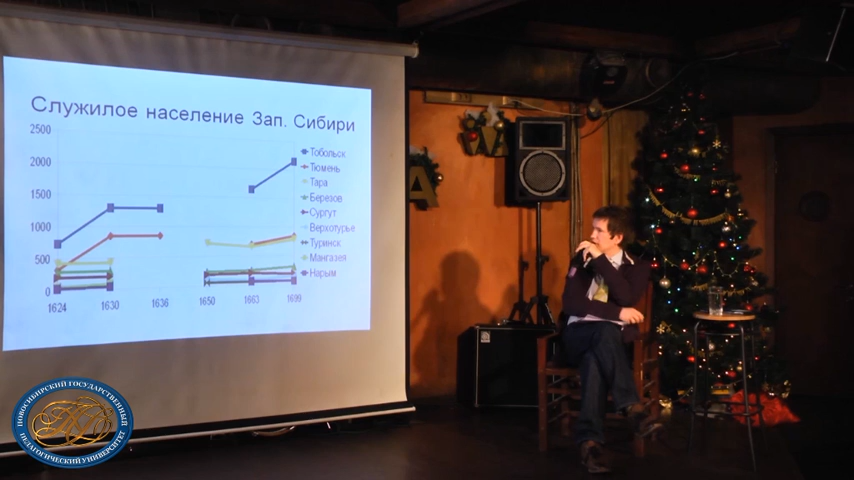 Служилое население Зап. Сибири
2500
2000
1500
1000
500
0
1624 1630 1636 1650 1663 1699
Тобольск
Тюмень
Тара
Березов
Сургут
Верхотурье
Туринск
Мангазея
Нарым
НОВОСИБИРСКИЙ ГОСУДАРСТВЕННЫЙ
ПЕДАГОГИЧЕСКИЙ УНИВЕРСИТЕТ